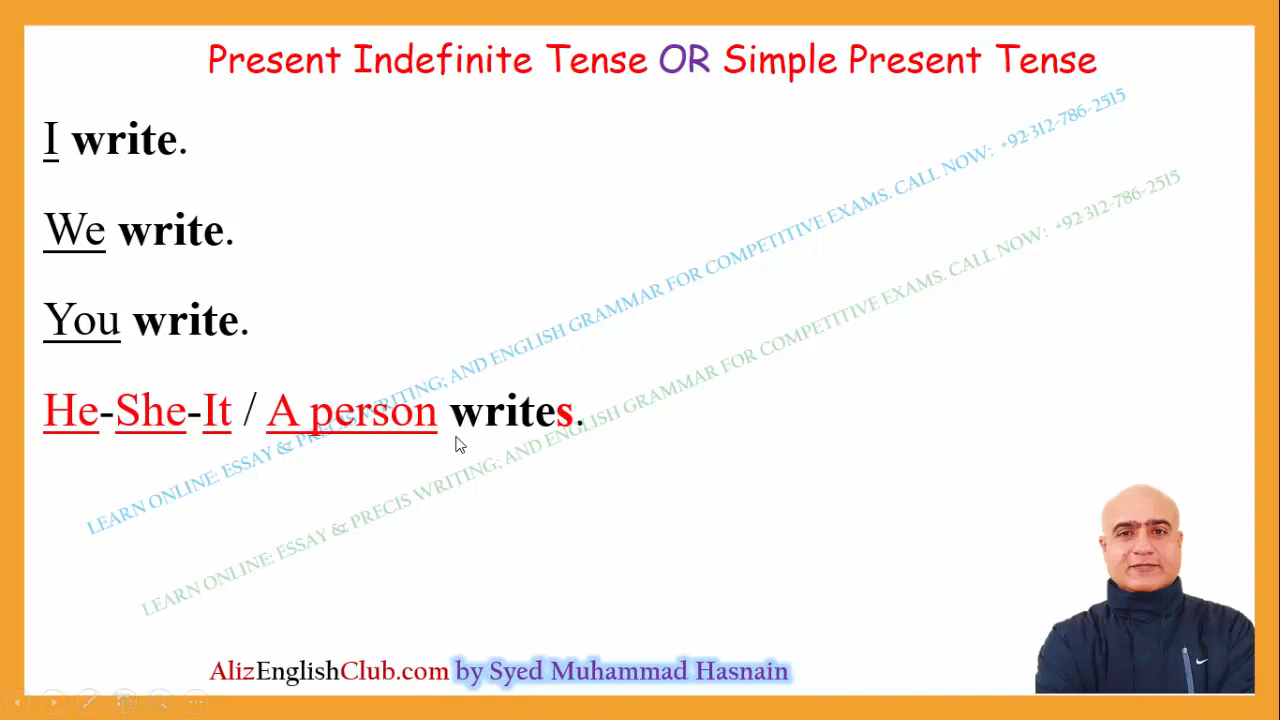 Present Indefinite Tense OR Simple Present Tense
I write.
We write.
You write.
He-She-It / A person writes.
LEARN ONLINE: ESSAY & PRECIS WRITING; AND ENGLISH GRAMMAR FOR COMPETITIVE EXAMS. CALL NOW: +92-312-786-2515
LEARN ONLINE: ESSAY & PRECIS WRITING; AND ENGLISH GRAMMAR FOR COMPETITIVE EXAMS. CALL NOW: +92-312-786-2515
AlizEnglishClub.com by Syed Muhammad Hasnain